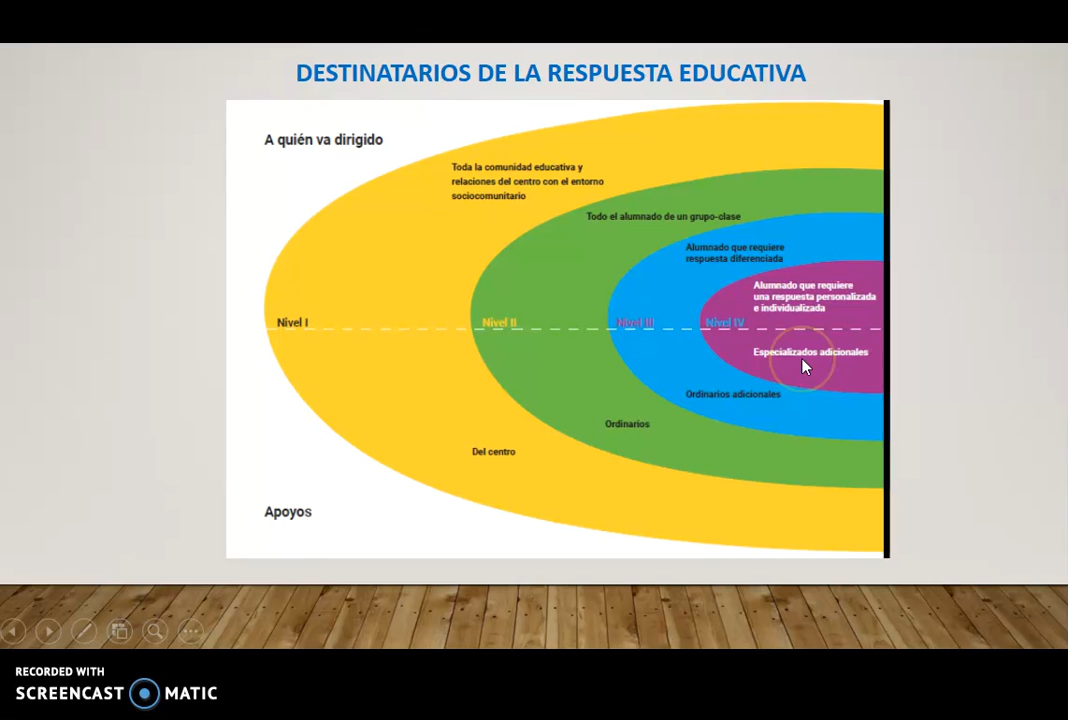 DESTINATARIOS DE LA RESPUESTA EDUCATIVA
A quién va dirigido
Toda la comunidad educativa y
relaciones del centro con el entorno
sociocomunitario
Todo el alumnado de un grupo-clase
Alumnado que requiere
respuesta diferenciada
Alumnado que requiere
una respuesta personalizada
e individualizada
Nivel I
Nivel II
Nivel III
Nivel IV
Especializados adicionales
Ordinarios adicionales
Ordinarios
Del centro
Apoyos
RECORDED WITH
SCREENCAST MATIC